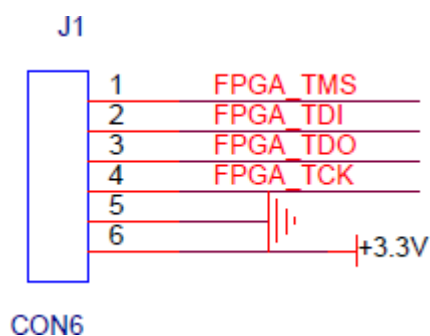 J1
1 FPGA_TMS
2 FPGA_TDI
3 FPGA_TDO
4 FPGA_TCK
5
6 +3.3V
CON6